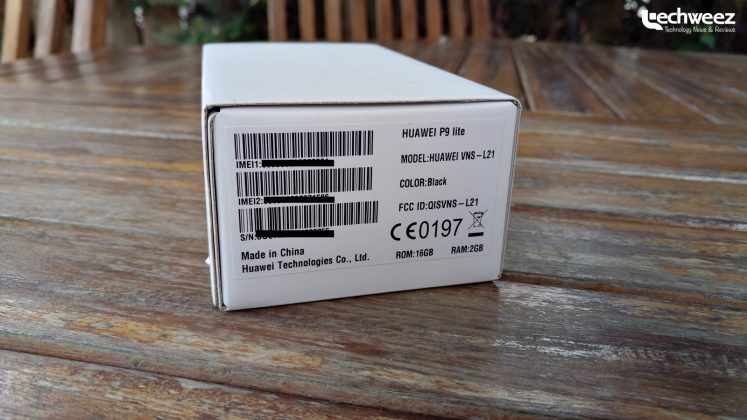 Techweez
Technology News & Reviews
HUAWEI P9 lite
IMEI1:
MODEL:HUAWEI VNS-L21
IMEI2:
COLOR:Black
S/N:
FCC ID:QISVNS-L21
CE0197
Made in China
Huawei Technologies Co., Ltd.
ROM:16GB RAM:2GB